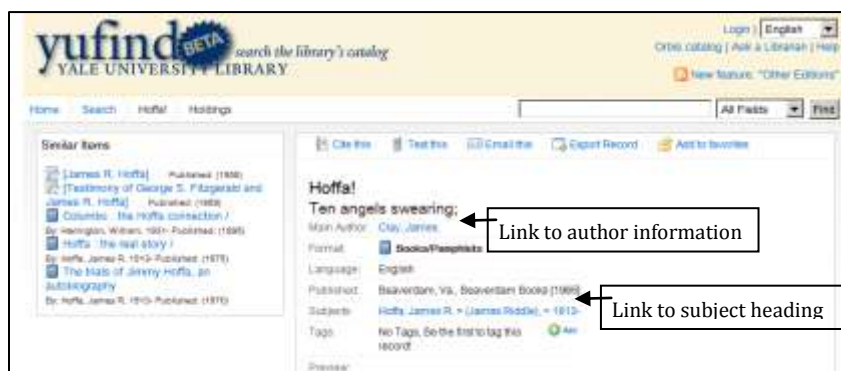 yufind BETA search the library's catalog
YALE UNIVERSITY LIBRARY
Login | English
Orbis catalog | Ask a Librarian | Help
New feature: "Other Editions"
Home Search Hoffa! Holdings
All Fields Find
Similar Items
[James R. Hoffa] Published: (1959)
[Testimony of George S. Fitzgerald and
James R. Hoffa] Published: (1959)
Columbo : the Hoffa connection /
By: Harrington, William, 1931- Published: (1995)
Hoffa : the real story /
By: Hoffa, James R. 1913- Published: (1975)
The trials of Jimmy Hoffa, an
autobiography
By: Hoffa, James R. 1913- Published: (1970)
Cite this Text this Email this Export Record Add to favorites
Hoffa!
Ten angels swearing;
Main Author: Clay, James.
Link to author information
Format: Books/Pamphlets
Language: English
Published: Beaverdam, Va., Beaverdam Books [1965]
Link to subject heading
Subjects: Hoffa, James R. > (James Riddle), > 1913-
Tags: No Tags, Be the first to tag this
record! Add
Preview: